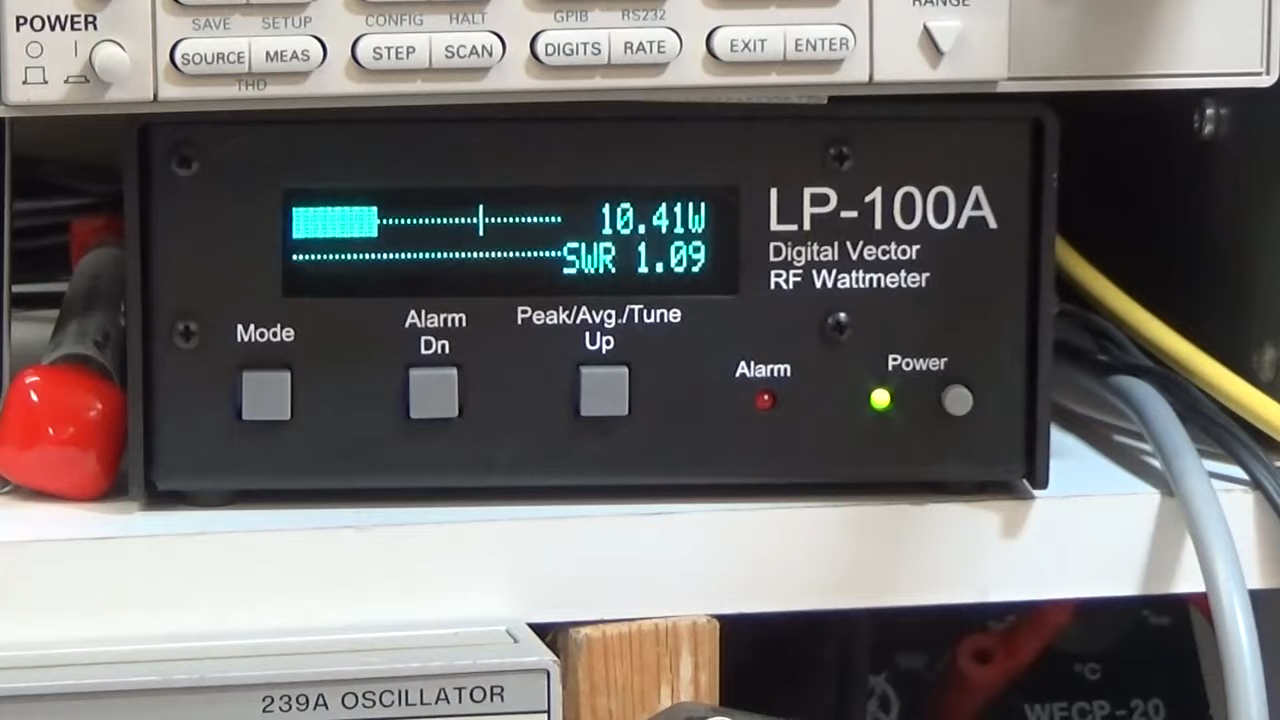 RANGE
POWER
SAVE SETUP
CONFIG HALT
GPIB RS232
SOURCE MEAS
STEP SCAN
DIGITS RATE
EXIT ENTER
THD
10.41W
SWR 1.09
LP-100A
Digital Vector
RF Wattmeter
Mode
Alarm
Dn
Peak/Avg./Tune
Up
Alarm
Power
239A OSCILLATOR
°C
WECP-20